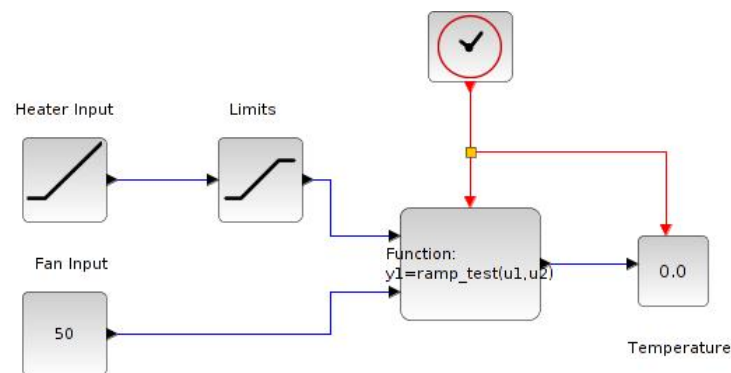 Heater Input
Limits
Fan Input
50
Function:
y1=ramp_test(u1,u2)
0.0
Temperature